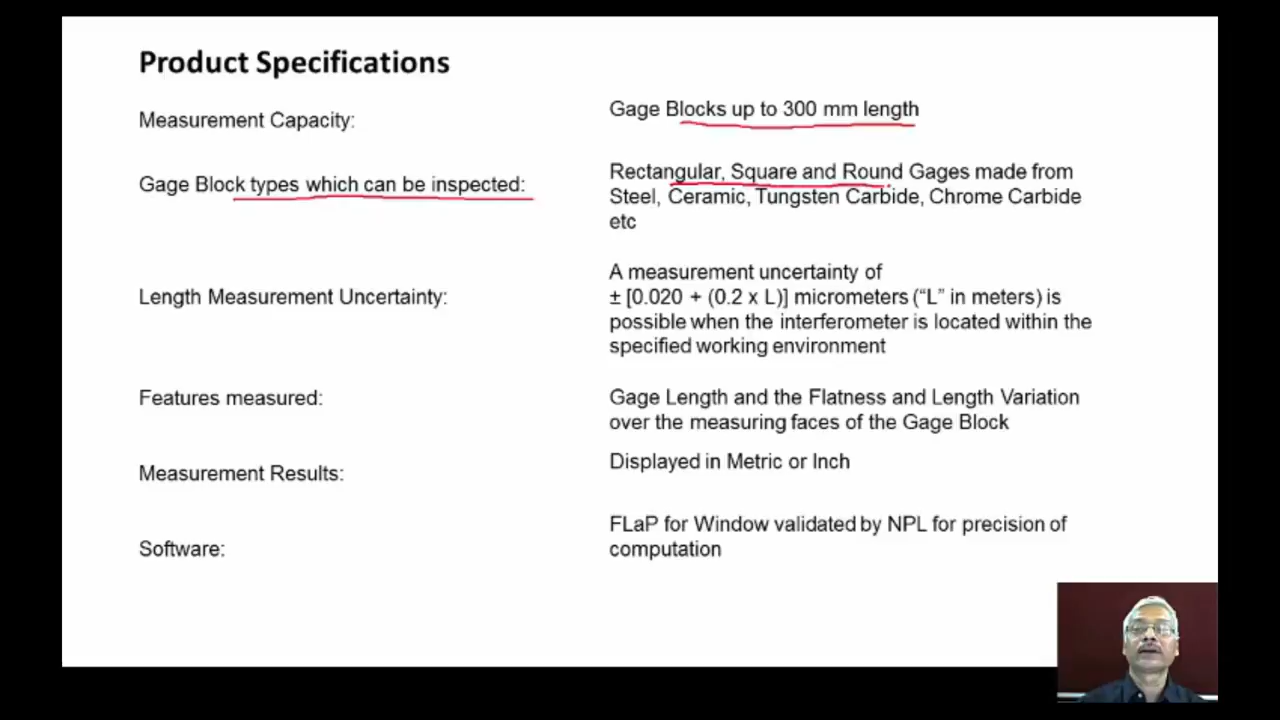 Product Specifications
Measurement Capacity:
Gage Blocks up to 300 mm length
Gage Block types which can be inspected:
Rectangular, Square and Round Gages made from
Steel, Ceramic, Tungsten Carbide, Chrome Carbide
etc
Length Measurement Uncertainty:
A measurement uncertainty of
± [0.020 + (0.2 x L)] micrometers (“L” in meters) is
possible when the interferometer is located within the
specified working environment
Features measured:
Gage Length and the Flatness and Length Variation
over the measuring faces of the Gage Block
Measurement Results:
Displayed in Metric or Inch
Software:
FLaP for Window validated by NPL for precision of
computation